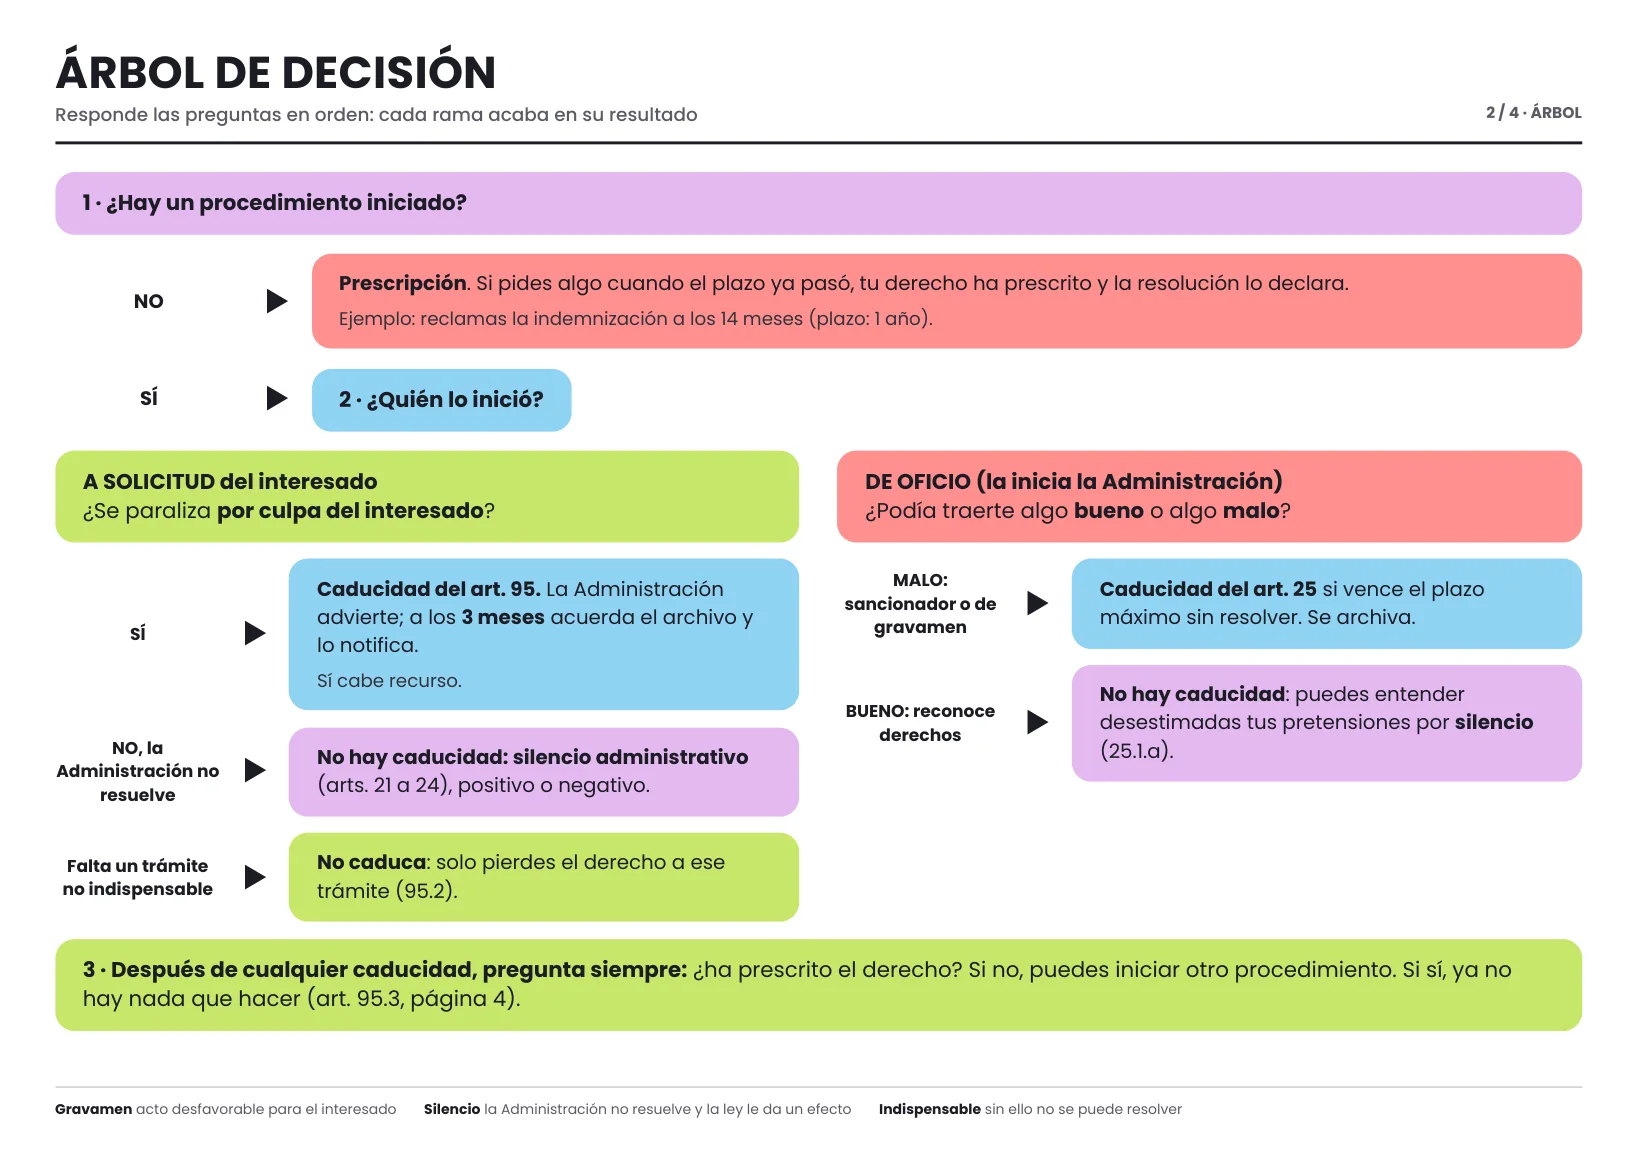 ÁRBOL DE DECISIÓN
Responde las preguntas en orden: cada rama acaba en su resultado
2 / 4 · ÁRBOL
1 · ¿Hay un procedimiento iniciado?
NO
Prescripción. Si pides algo cuando el plazo ya pasó, tu derecho ha prescrito y la resolución lo declara.
Ejemplo: reclamas la indemnización a los 14 meses (plazo: 1 año).
SÍ
2 · ¿Quién lo inició?
A SOLICITUD del interesado
¿Se paraliza por culpa del interesado?
SÍ
Caducidad del art. 95. La Administración
advierte; a los 3 meses acuerda el archivo y
lo notifica.
Sí cabe recurso.
NO, la
Administración no
resuelve
No hay caducidad: silencio administrativo
(arts. 21 a 24), positivo o negativo.
Falta un trámite
no indispensable
No caduca: solo pierdes el derecho a ese
trámite (95.2).
DE OFICIO (la inicia la Administración)
¿Podía traerte algo bueno o algo malo?
MALO:
sancionador o de
gravamen
Caducidad del art. 25 si vence el plazo
máximo sin resolver. Se archiva.
BUENO: reconoce
derechos
No hay caducidad: puedes entender
desestimadas tus pretensiones por silencio
(25.1.a).
3 · Después de cualquier caducidad, pregunta siempre: ¿ha prescrito el derecho? Si no, puedes iniciar otro procedimiento. Si sí, ya no
hay nada que hacer (art. 95.3, página 4).
Gravamen acto desfavorable para el interesado Silencio la Administración no resuelve y la ley le da un efecto Indispensable sin ello no se puede resolver